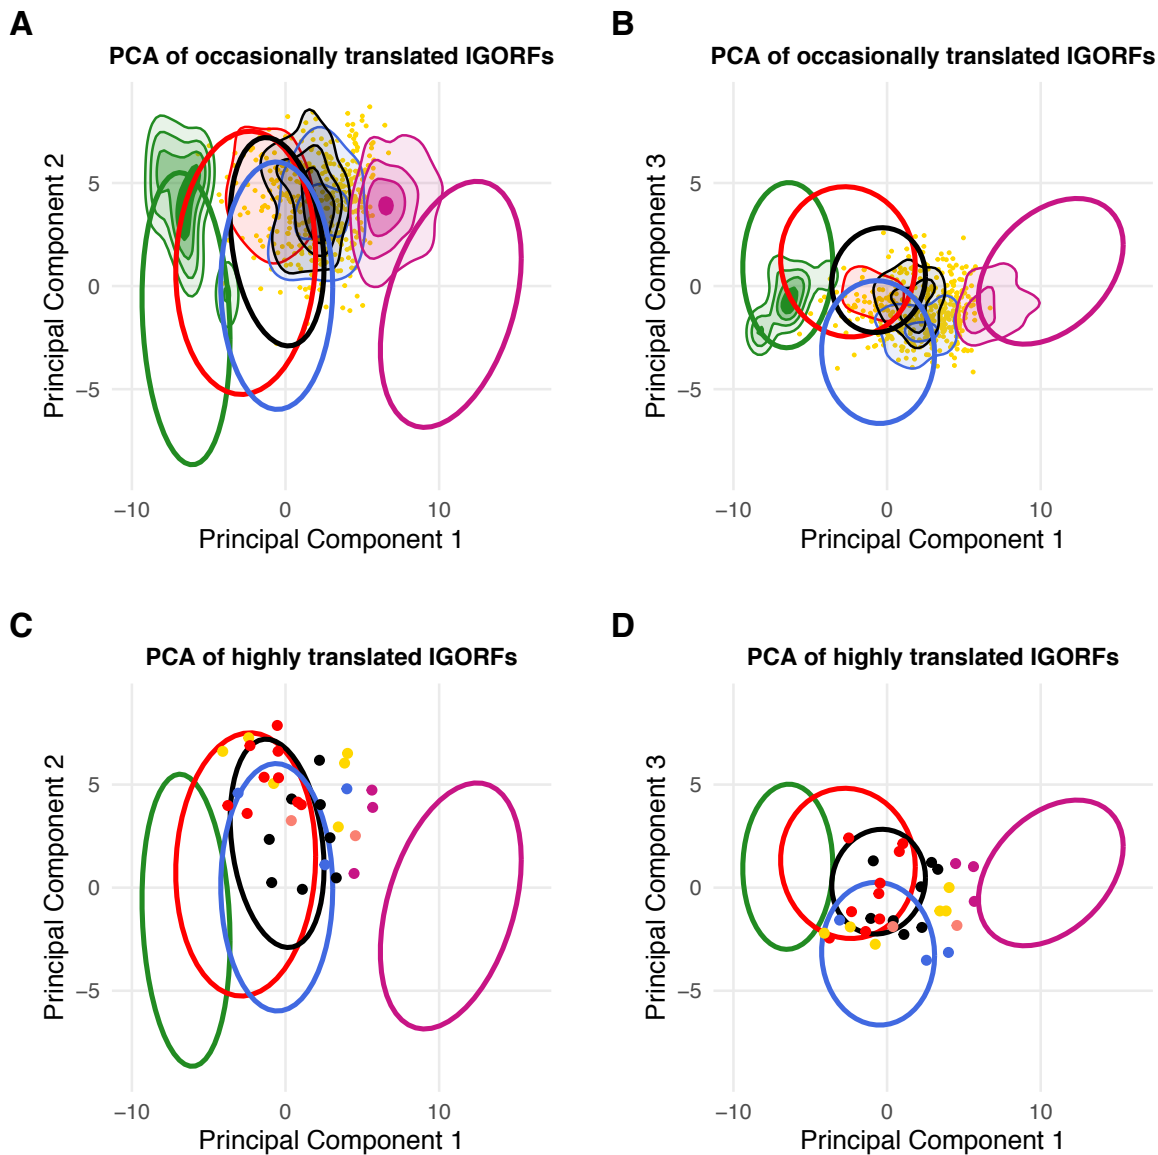 A
PCA of occasionally translated IGORFs
Principal Component 2
5
0
−5
−10
0
10
Principal Component 1
B
PCA of occasionally translated IGORFs
Principal Component 3
5
0
−5
−10
0
10
Principal Component 1
C
PCA of highly translated IGORFs
Principal Component 2
5
0
−5
−10
0
10
Principal Component 1
D
PCA of highly translated IGORFs
Principal Component 3
5
0
−5
−10
0
10
Principal Component 1